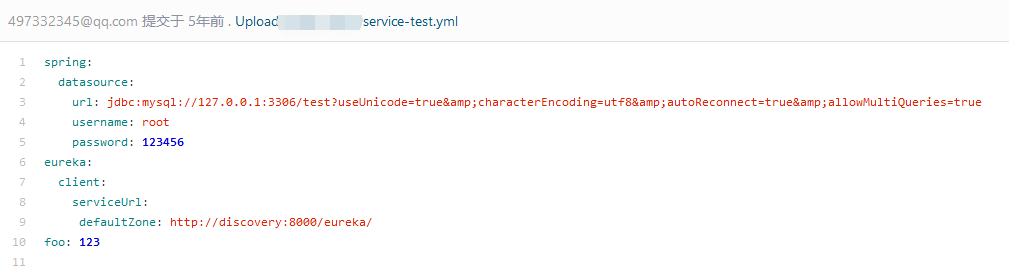 497332345@qq.com 提交于 5年前 . Upload /service-test.yml
1 spring:
2   datasource:
3     url: jdbc:mysql://127.0.0.1:3306/test?useUnicode=true&amp;characterEncoding=utf8&amp;autoReconnect=true&amp;allowMultiQueries=true
4     username: root
5     password: 123456
6 eureka:
7   client:
8     serviceUrl:
9      defaultZone: http://discovery:8000/eureka/
10 foo: 123
11